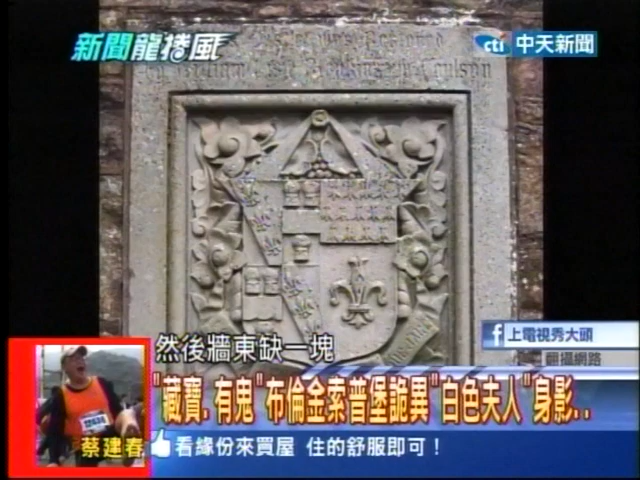 新聞龍捲風
cti 中天新聞
Restored
然後牆東缺一塊
f 上電視秀大頭
翻攝網路
"藏寶.有鬼"布倫金索普堡詭異"白色夫人"身影..
蔡建春
看緣份來買屋 住的舒服即可!